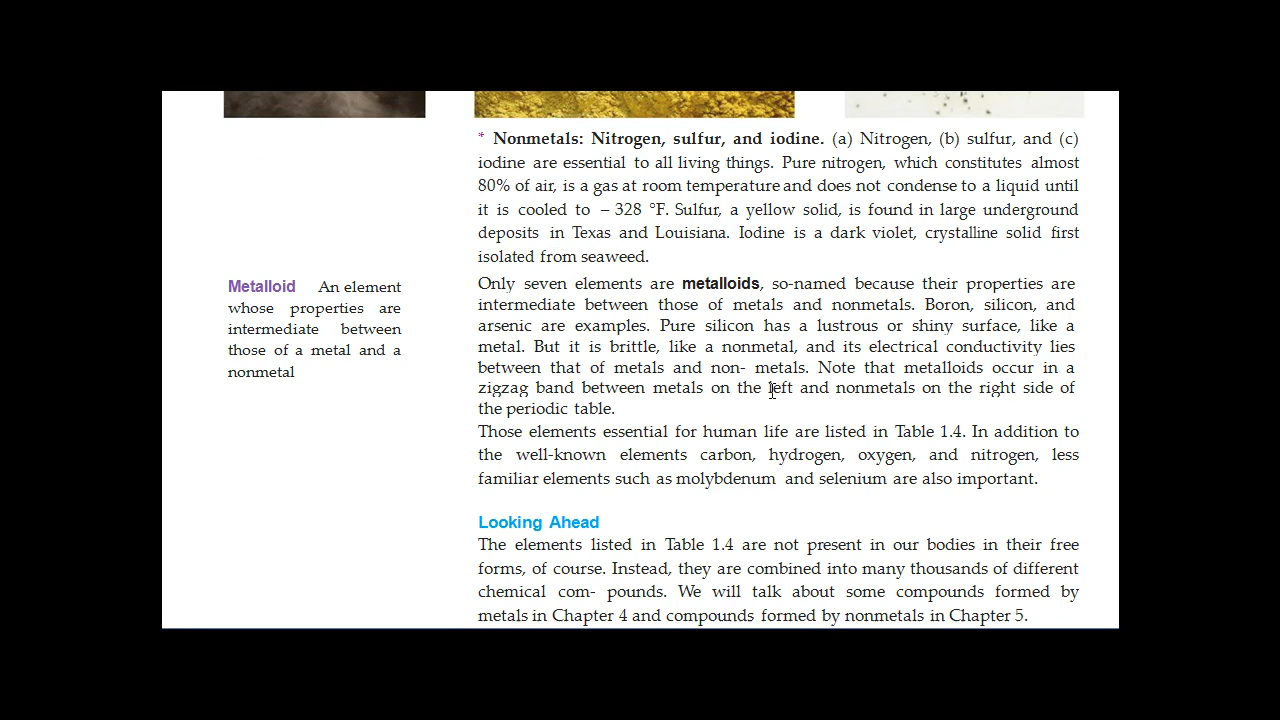 * Nonmetals: Nitrogen, sulfur, and iodine. (a) Nitrogen, (b) sulfur, and (c)
iodine are essential to all living things. Pure nitrogen, which constitutes almost
80% of air, is a gas at room temperature and does not condense to a liquid until
it is cooled to – 328 °F. Sulfur, a yellow solid, is found in large underground
deposits in Texas and Louisiana. Iodine is a dark violet, crystalline solid first
isolated from seaweed.
Metalloid An element
whose properties are
intermediate between
those of a metal and a
nonmetal
Only seven elements are metalloids, so-named because their properties are
intermediate between those of metals and nonmetals. Boron, silicon, and
arsenic are examples. Pure silicon has a lustrous or shiny surface, like a
metal. But it is brittle, like a nonmetal, and its electrical conductivity lies
between that of metals and non- metals. Note that metalloids occur in a
zigzag band between metals on the left and nonmetals on the right side of
the periodic table.
Those elements essential for human life are listed in Table 1.4. In addition to
the well-known elements carbon, hydrogen, oxygen, and nitrogen, less
familiar elements such as molybdenum and selenium are also important.
Looking Ahead
The elements listed in Table 1.4 are not present in our bodies in their free
forms, of course. Instead, they are combined into many thousands of different
chemical com- pounds. We will talk about some compounds formed by
metals in Chapter 4 and compounds formed by nonmetals in Chapter 5.